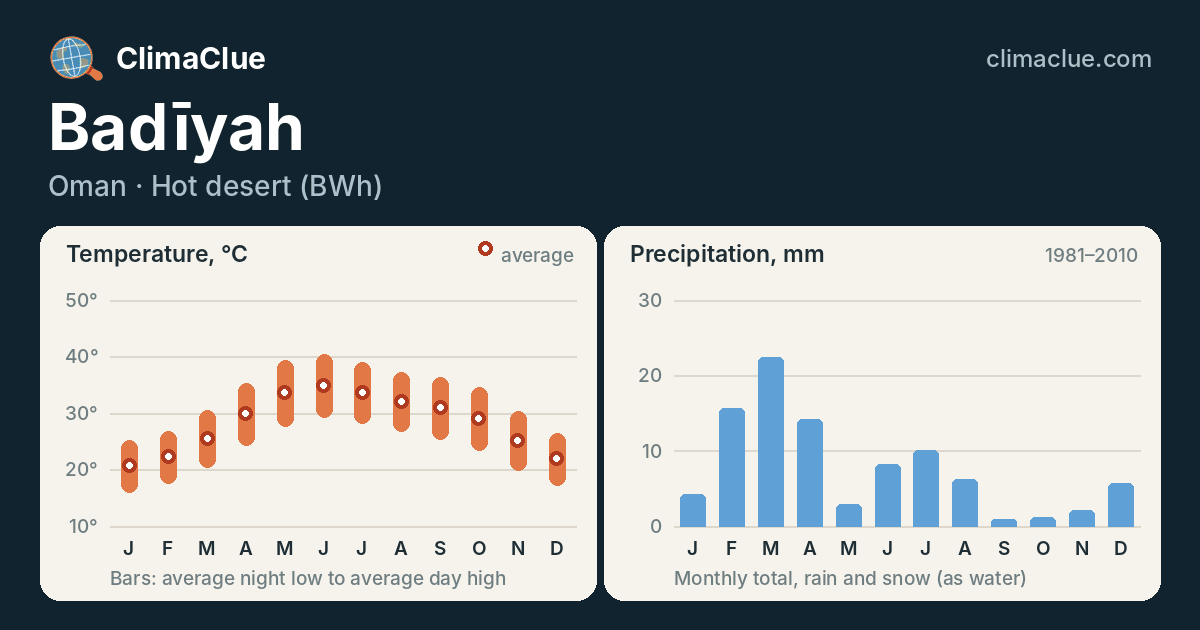 ClimaClue
climaclue.com
Badīyah
Oman · Hot desert (BWh)
Temperature, °C
average
50°
40°
30°
20°
10°
J F M A M J J A S O N D
Bars: average night low to average day high
Precipitation, mm
1981–2010
30
20
10
0
J F M A M J J A S O N D
Monthly total, rain and snow (as water)